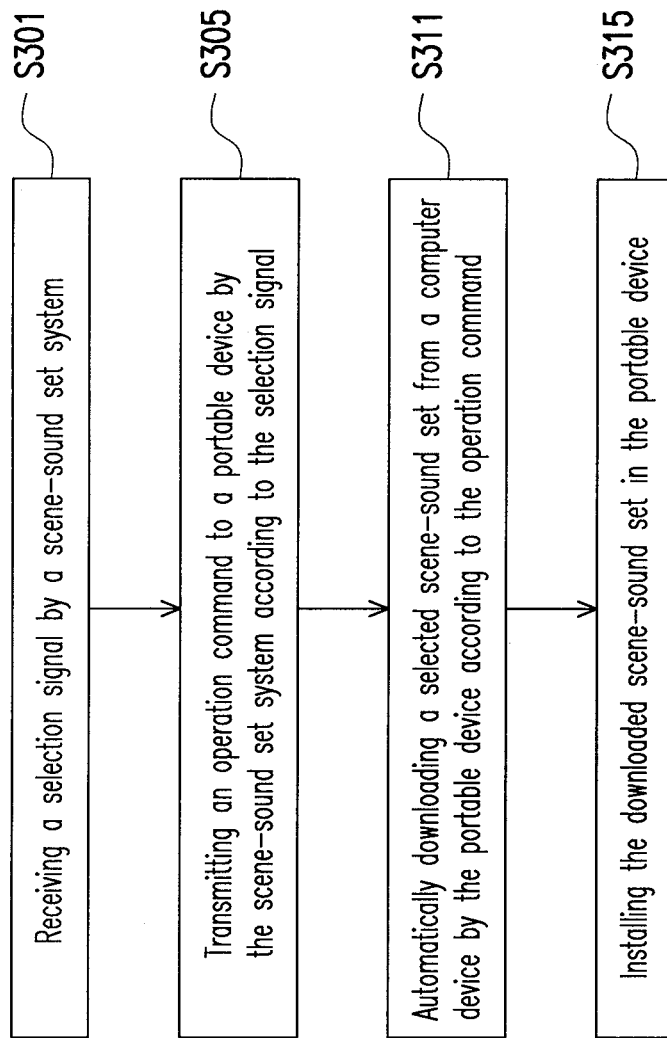 Receiving a selection signal by a scene-sound set system
S301
Transmitting an operation command to a portable device by
the scene-sound set system according to the selection signal
S305
Automatically downloading a selected scene-sound set from a computer
device by the portable device according to the operation command
S311
Installing the downloaded scene-sound set in the portable device
S315